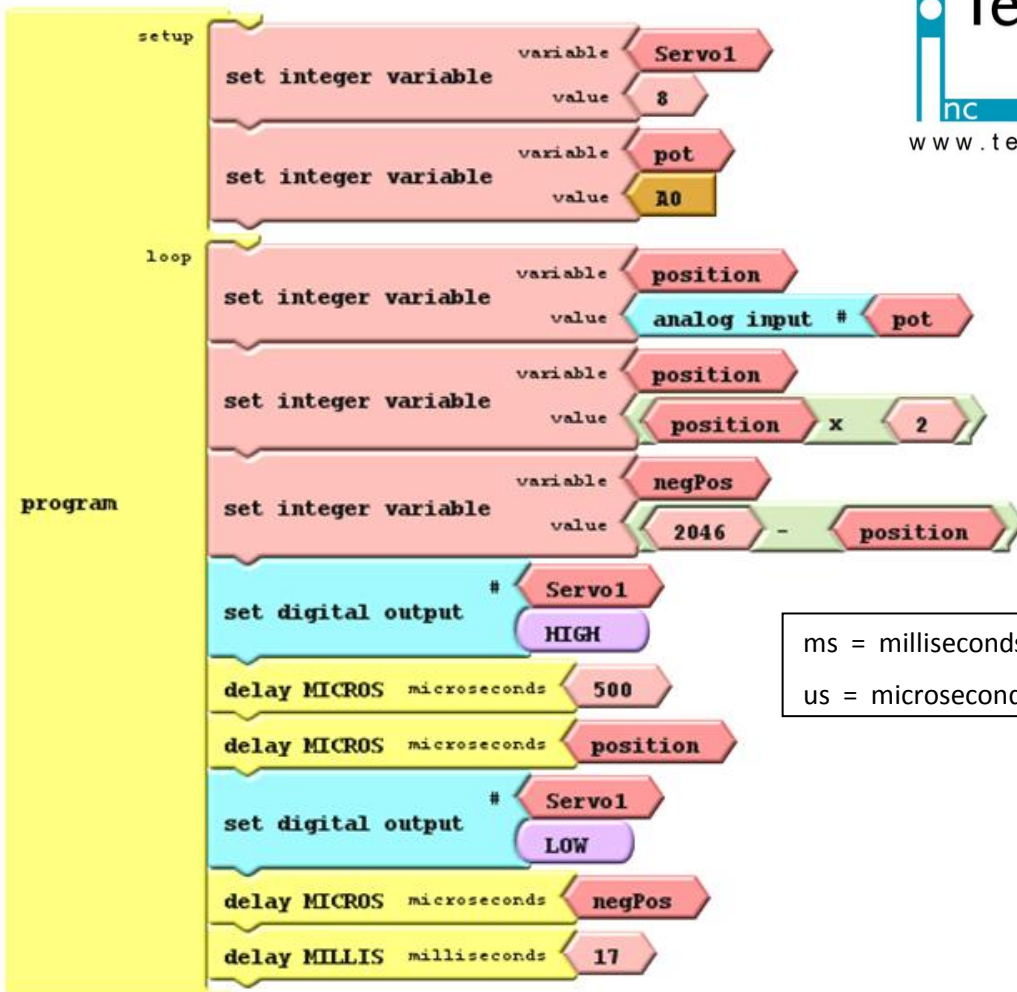 setup
set integer variable
variable Servo1
value 8
set integer variable
variable pot
value A0
loop
set integer variable
variable position
value analog input # pot
set integer variable
variable position
value position x 2
program
set integer variable
variable negPos
value 2046 - position
set digital output
# Servo1
HIGH
delay MICROS microseconds 500
delay MICROS microseconds position
set digital output
# Servo1
LOW
delay MICROS microseconds negPos
delay MILLIS milliseconds 17
nc
www.te
ms = milliseconds
us = microsecond